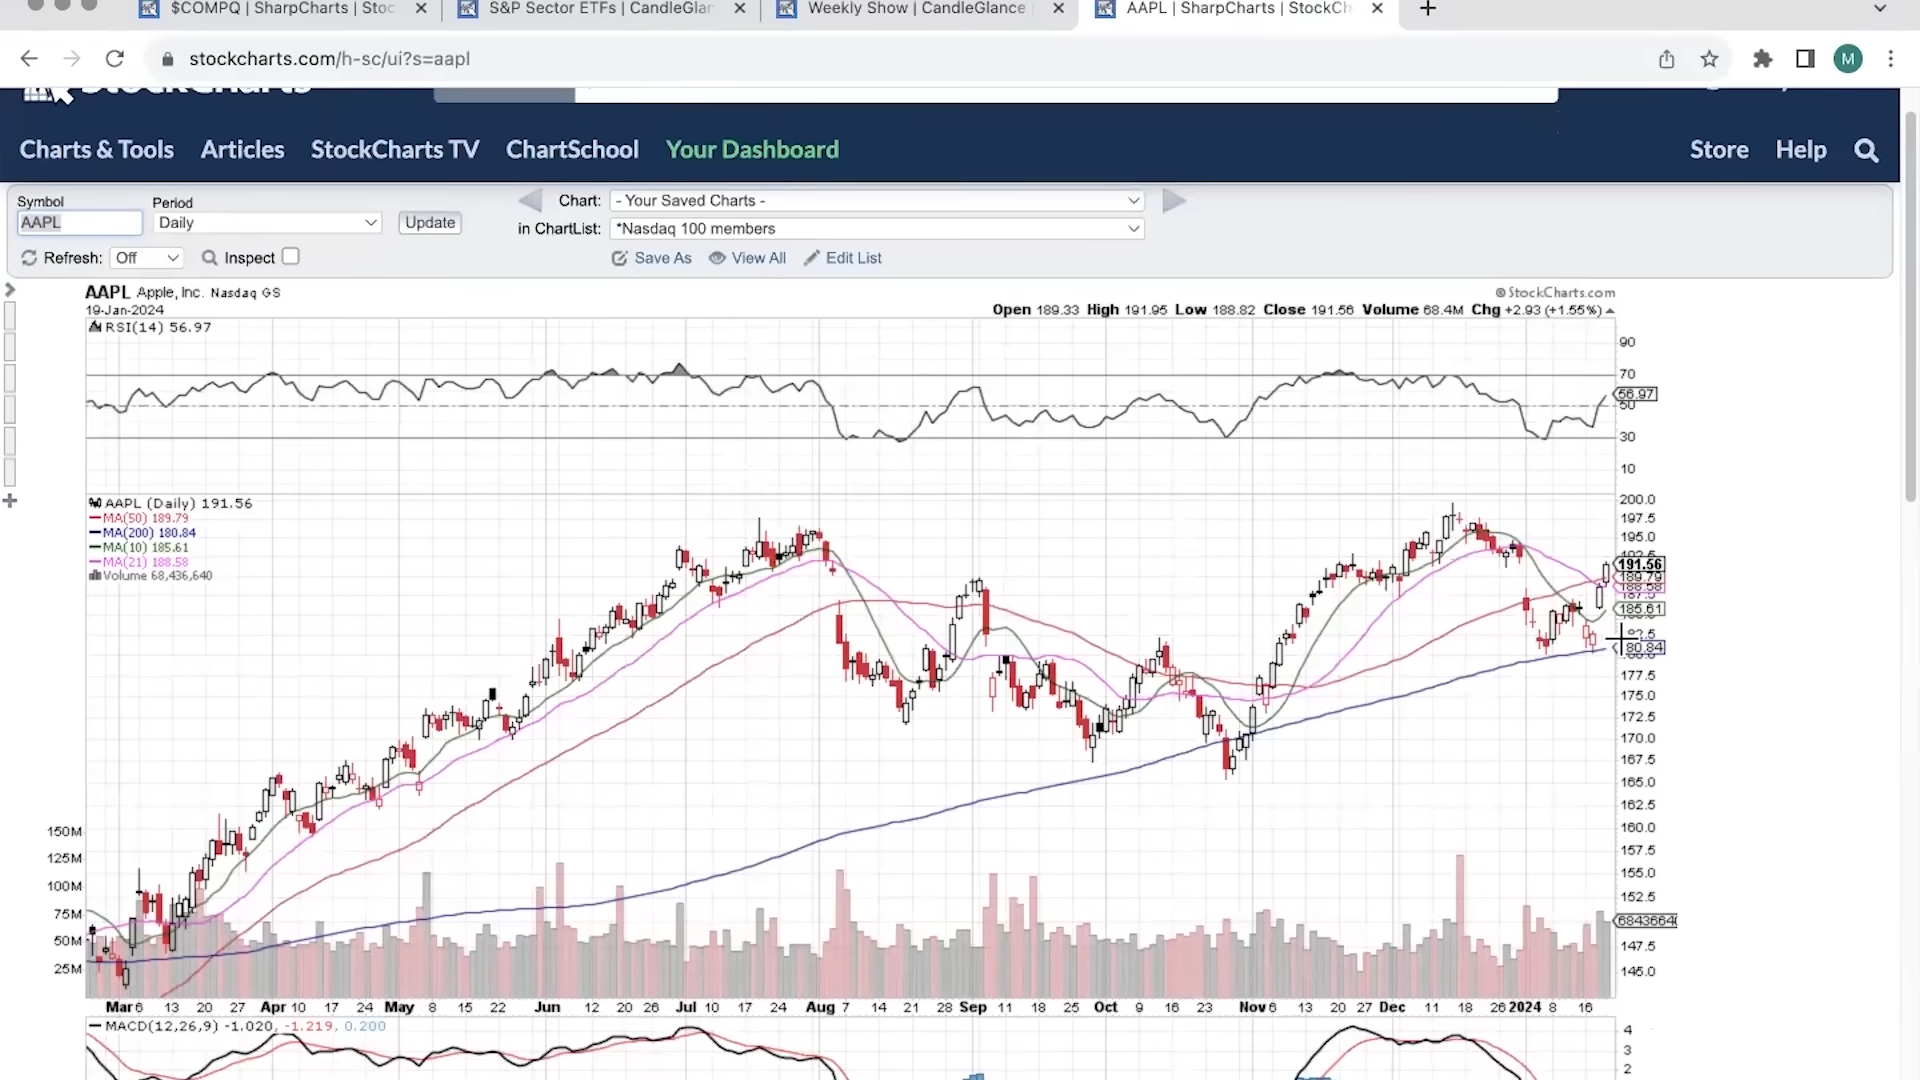 $COMPQ | SharpCharts | Stoc
S&P Sector ETFs | CandleGlan
Weekly Show | CandleGlance
AAPL | SharpCharts | StockCh
stockcharts.com/h-sc/ui?s=aapl
M
StockCharts
Charts & Tools Articles StockCharts TV ChartSchool Your Dashboard Store Help
Symbol Period Chart: - Your Saved Charts -
AAPL Daily Update in ChartList: *Nasdaq 100 members
Refresh: Off Inspect Save As View All Edit List
AAPL Apple, Inc. Nasdaq GS ©StockCharts.com
19-Jan-2024 Open 189.33 High 191.95 Low 188.82 Close 191.56 Volume 68.4M Chg +2.93 (+1.55%)
RSI(14) 56.97
90
70
56.97
50
30
10
AAPL (Daily) 191.56
MA(50) 189.79
MA(200) 180.84
MA(10) 185.61
MA(21) 188.58
Volume 68,436,640
200.0
197.5
195.0
192.5
191.56
189.79
188.58
187.5
185.61
82.5
80.84
177.5
175.0
172.5
170.0
167.5
165.0
162.5
160.0
157.5
155.0
152.5
6843664
147.5
145.0
150M
125M
100M
75M
50M
25M
Mar 6 13 20 27 Apr 10 17 24 May 8 15 22 Jun 12 20 26 Jul 10 17 24 Aug 7 14 21 28 Sep 11 18 25 Oct 9 16 23 Nov 6 13 20 27 Dec 11 18 26 2024 8 16
MACD(12,26,9) -1.020, -1.219, 0.200
4
3
2